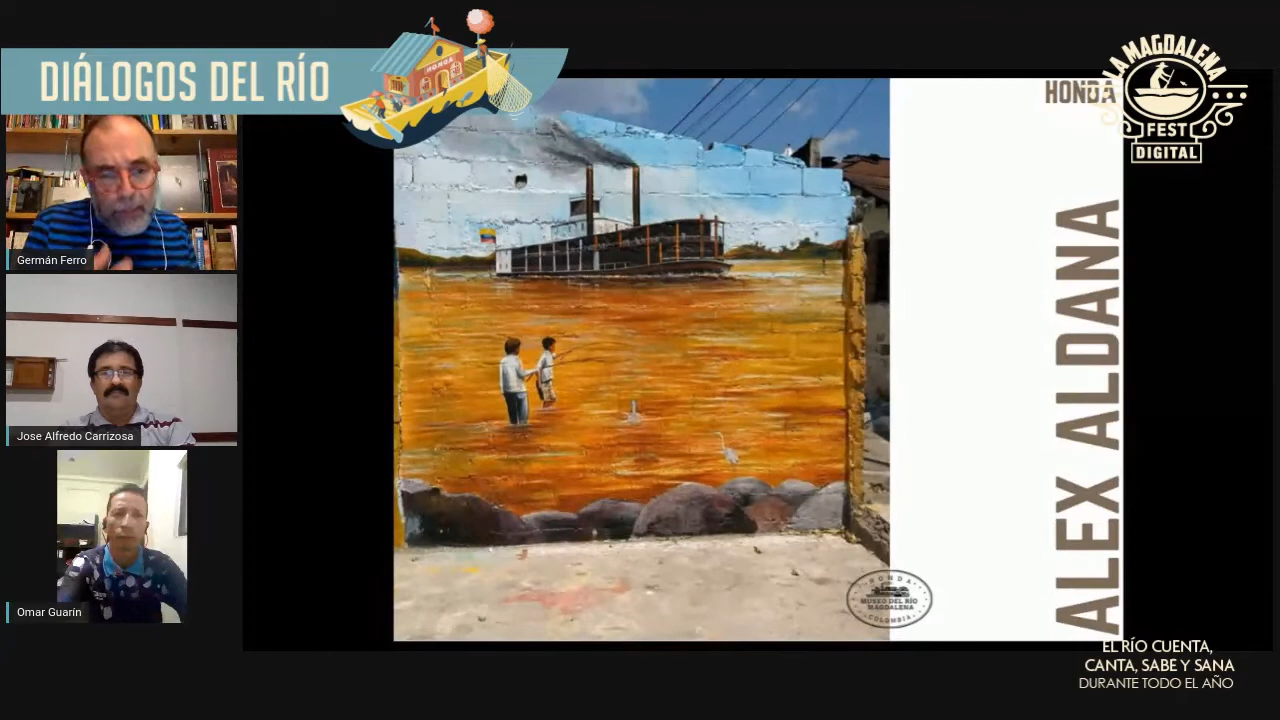 DIÁLOGOS DEL RÍO
HONDA
Germán Ferro
Jose Alfredo Carrizosa
Omar Guarín
HONDA
LA MAGDALENA
FEST
DIGITAL
ALEX ALDANA
HONDA
MUSEO DEL RÍO
MAGDALENA
COLOMBIA
EL RÍO CUENTA,
CANTA, SABE Y SANA
DURANTE TODO EL AÑO